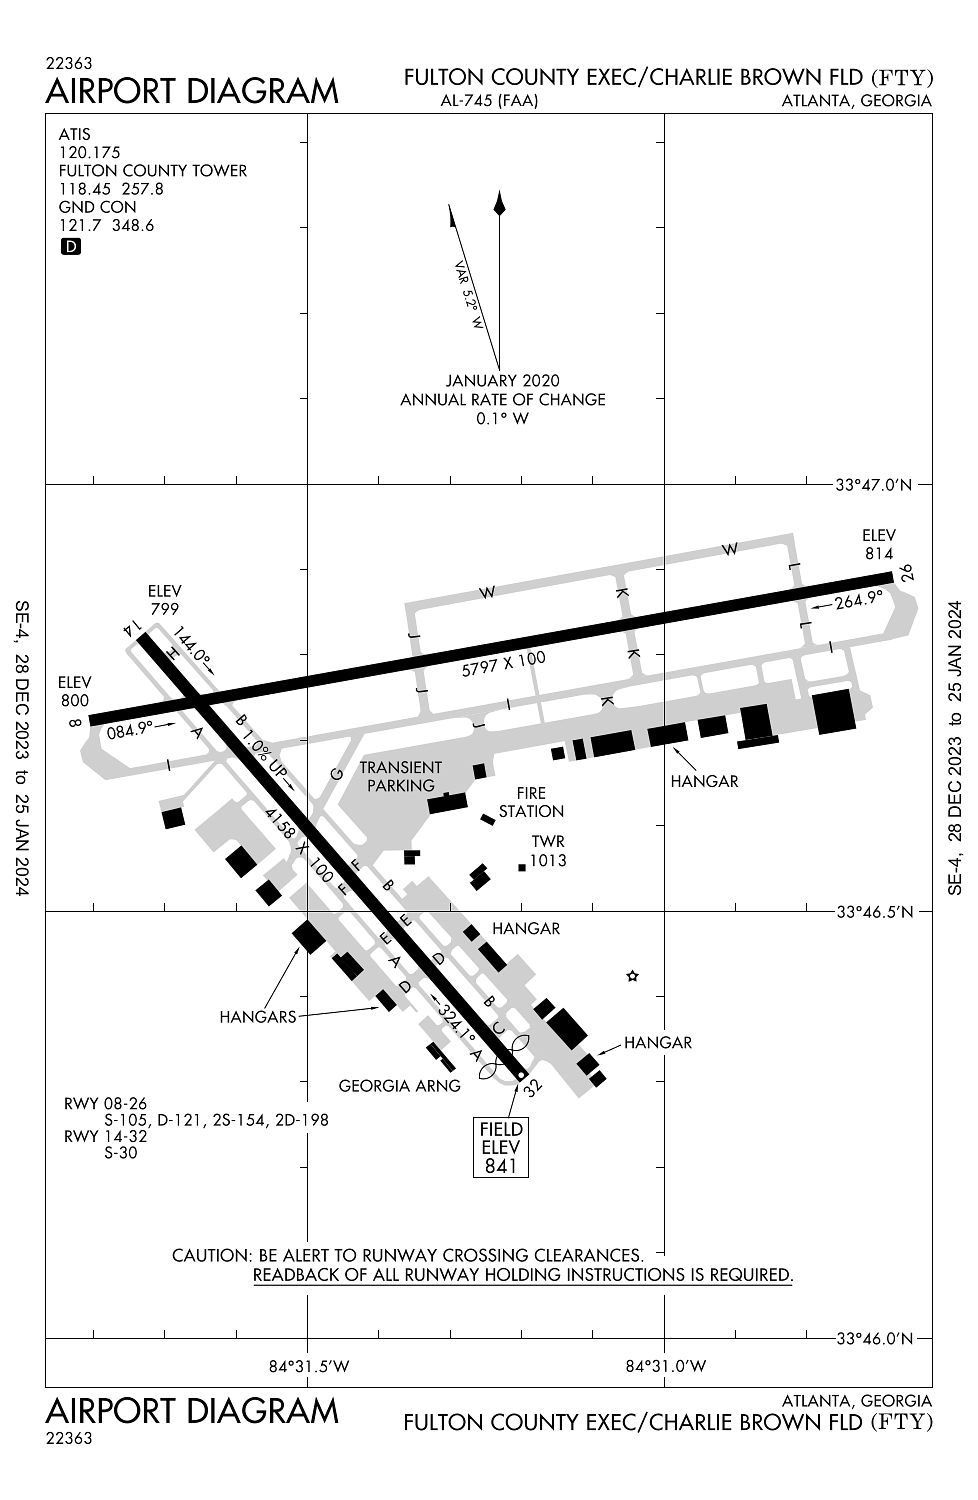 22363
AIRPORT DIAGRAM
FULTON COUNTY EXEC/CHARLIE BROWN FLD (FTY)
AL-745 (FAA)
ATLANTA, GEORGIA
ATIS
120.175
FULTON COUNTY TOWER
118.45 257.8
GND CON
121.7 348.6
D
VAR 5.2° W
JANUARY 2020
ANNUAL RATE OF CHANGE
0.1° W
33°47.0'N
ELEV
814
26
264.9°
W
W
L
L
K
K
K
J
J
J
I
I
5797 X 100
ELEV
799
14
144.0°
H
ELEV
800
8
084.9°
A
I
B
1.0% UP
G
4158 X 100
TRANSIENT
PARKING
FIRE
STATION
TWR
1013
HANGAR
F
F
B
33°46.5'N
E
E
HANGAR
A
D
D
HANGARS
B
C
324.1°
A
HANGAR
GEORGIA ARNG
32
FIELD
ELEV
841
RWY 08-26
S-105, D-121, 2S-154, 2D-198
RWY 14-32
S-30
CAUTION: BE ALERT TO RUNWAY CROSSING CLEARANCES.
READBACK OF ALL RUNWAY HOLDING INSTRUCTIONS IS REQUIRED.
33°46.0'N
84°31.5'W
84°31.0'W
AIRPORT DIAGRAM
22363
ATLANTA, GEORGIA
FULTON COUNTY EXEC/CHARLIE BROWN FLD (FTY)
SE-4, 28 DEC 2023 to 25 JAN 2024
SE-4, 28 DEC 2023 to 25 JAN 2024